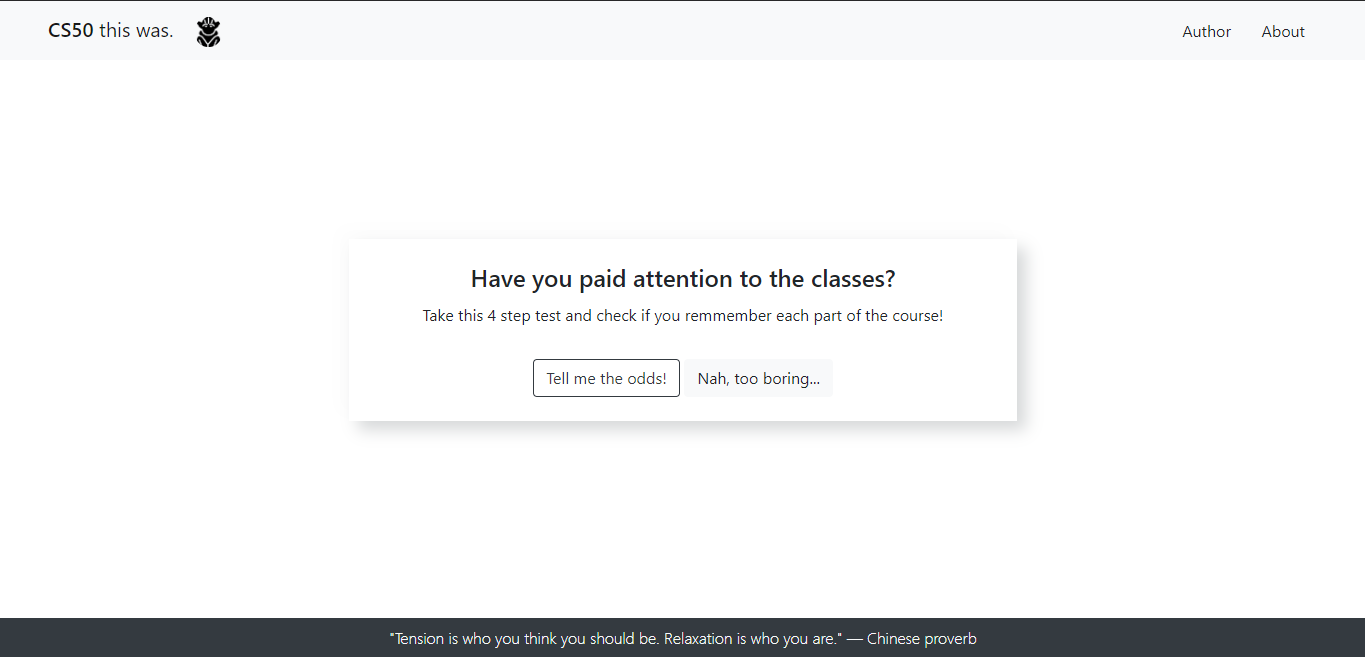 CS50 this was.
Author
About
Have you paid attention to the classes?
Take this 4 step test and check if you remmember each part of the course!
Tell me the odds!
Nah, too boring...
"Tension is who you think you should be. Relaxation is who you are." — Chinese proverb